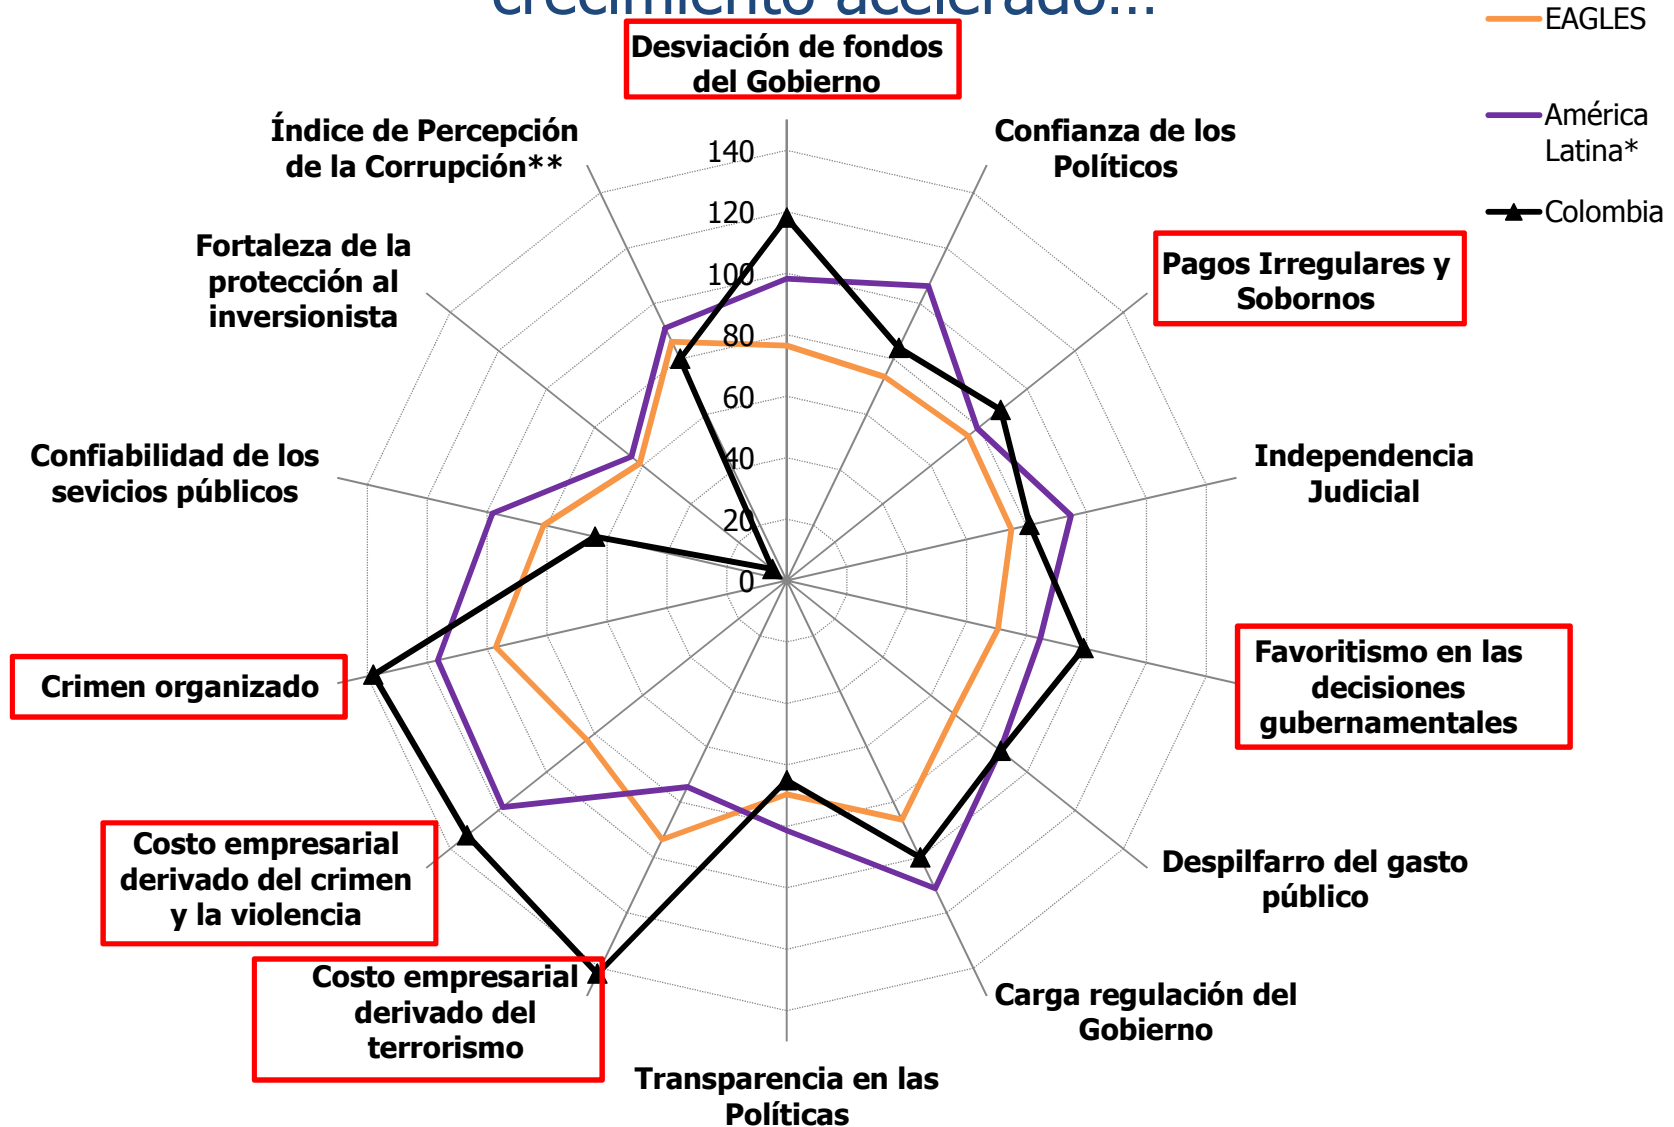 crecimiento acelerado...
EAGLES
América
Latina*
Colombia
Desviación de fondos
del Gobierno
Confianza de los
Políticos
Pagos Irregulares y
Sobornos
Independencia
Judicial
Favoritismo en las
decisiones
gubernamentales
Despilfarro del gasto
público
Carga regulación del
Gobierno
Transparencia en las
Políticas
Costo empresarial
derivado del
terrorismo
Costo empresarial
derivado del crimen
y la violencia
Crimen organizado
Confiabilidad de los
sevicios públicos
Fortaleza de la
protección al
inversionista
Índice de Percepción
de la Corrupción**
140
120
100
80
60
40
20
0